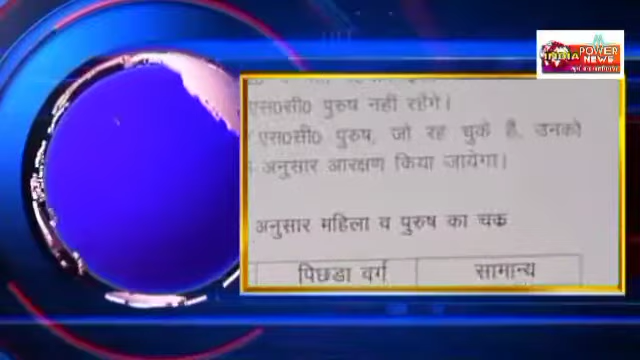 INDIA POWER NEWS
एस0सी0 पुरुष नहीं रहेंगे।
एस0सी0 पुरुष, जो रह चुके है, उनको
अनुसार आरक्षण किया जायेगा।
अनुसार महिला व पुरुष का चक्र
पिछडा वर्ग सामान्य